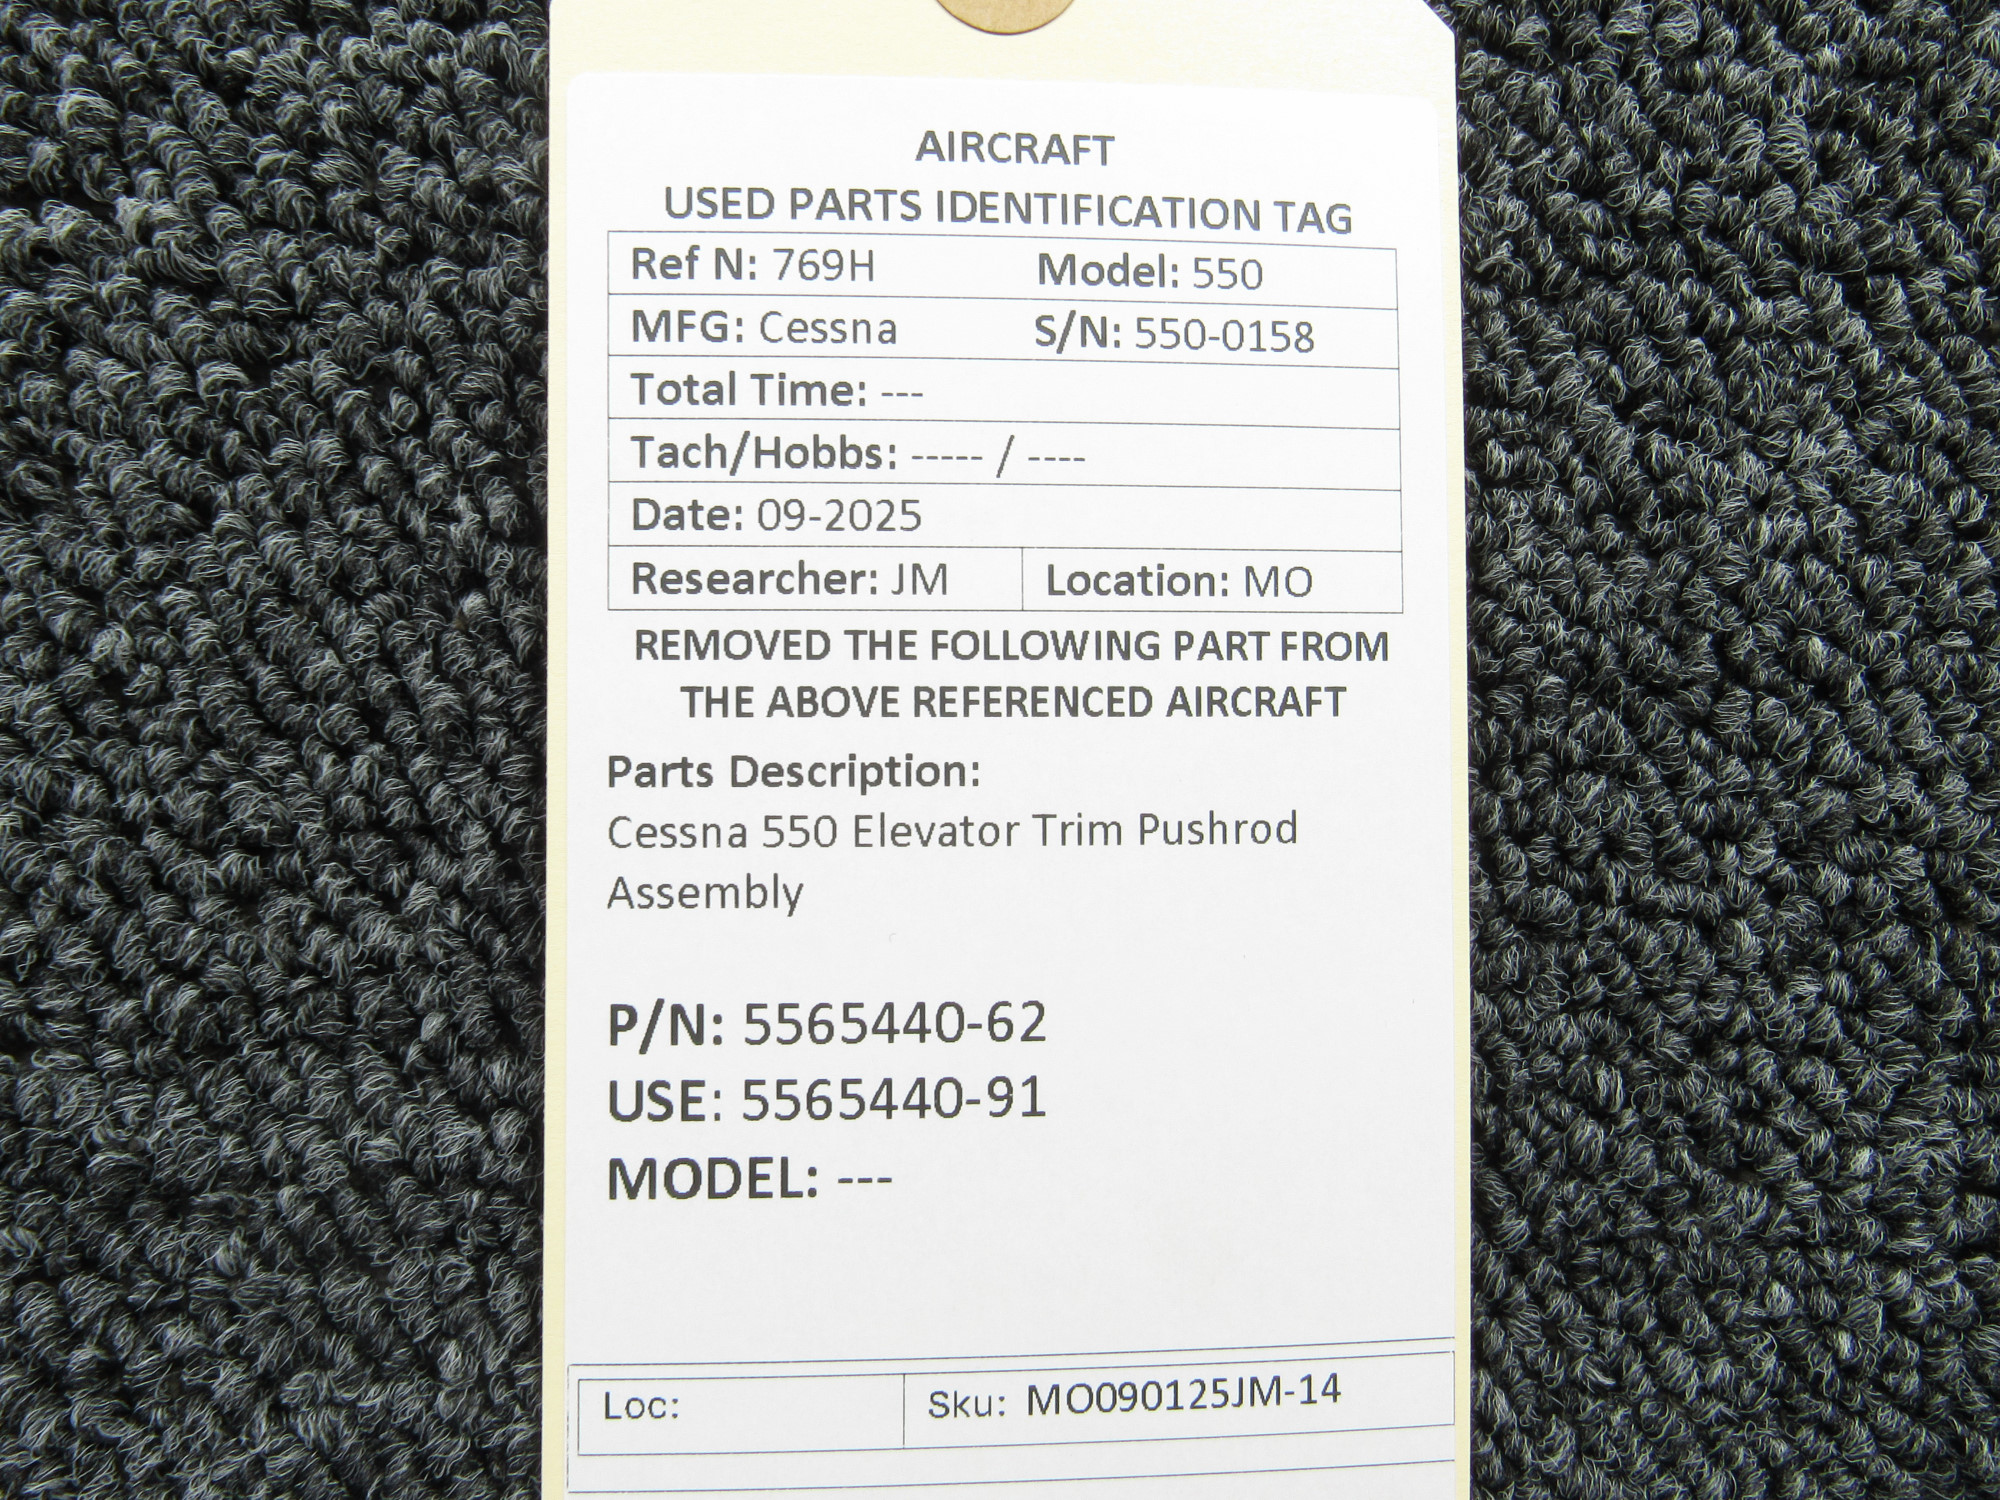 AIRCRAFT
USED PARTS IDENTIFICATION TAG
Ref N: 769H Model: 550
MFG: Cessna S/N: 550-0158
Total Time: ---
Tach/Hobbs: ----- / ----
Date: 09-2025
Researcher: JM Location: MO
REMOVED THE FOLLOWING PART FROM
THE ABOVE REFERENCED AIRCRAFT
Parts Description:
Cessna 550 Elevator Trim Pushrod
Assembly
P/N: 5565440-62
USE: 5565440-91
MODEL: ---
Loc: Sku: MO090125JM-14